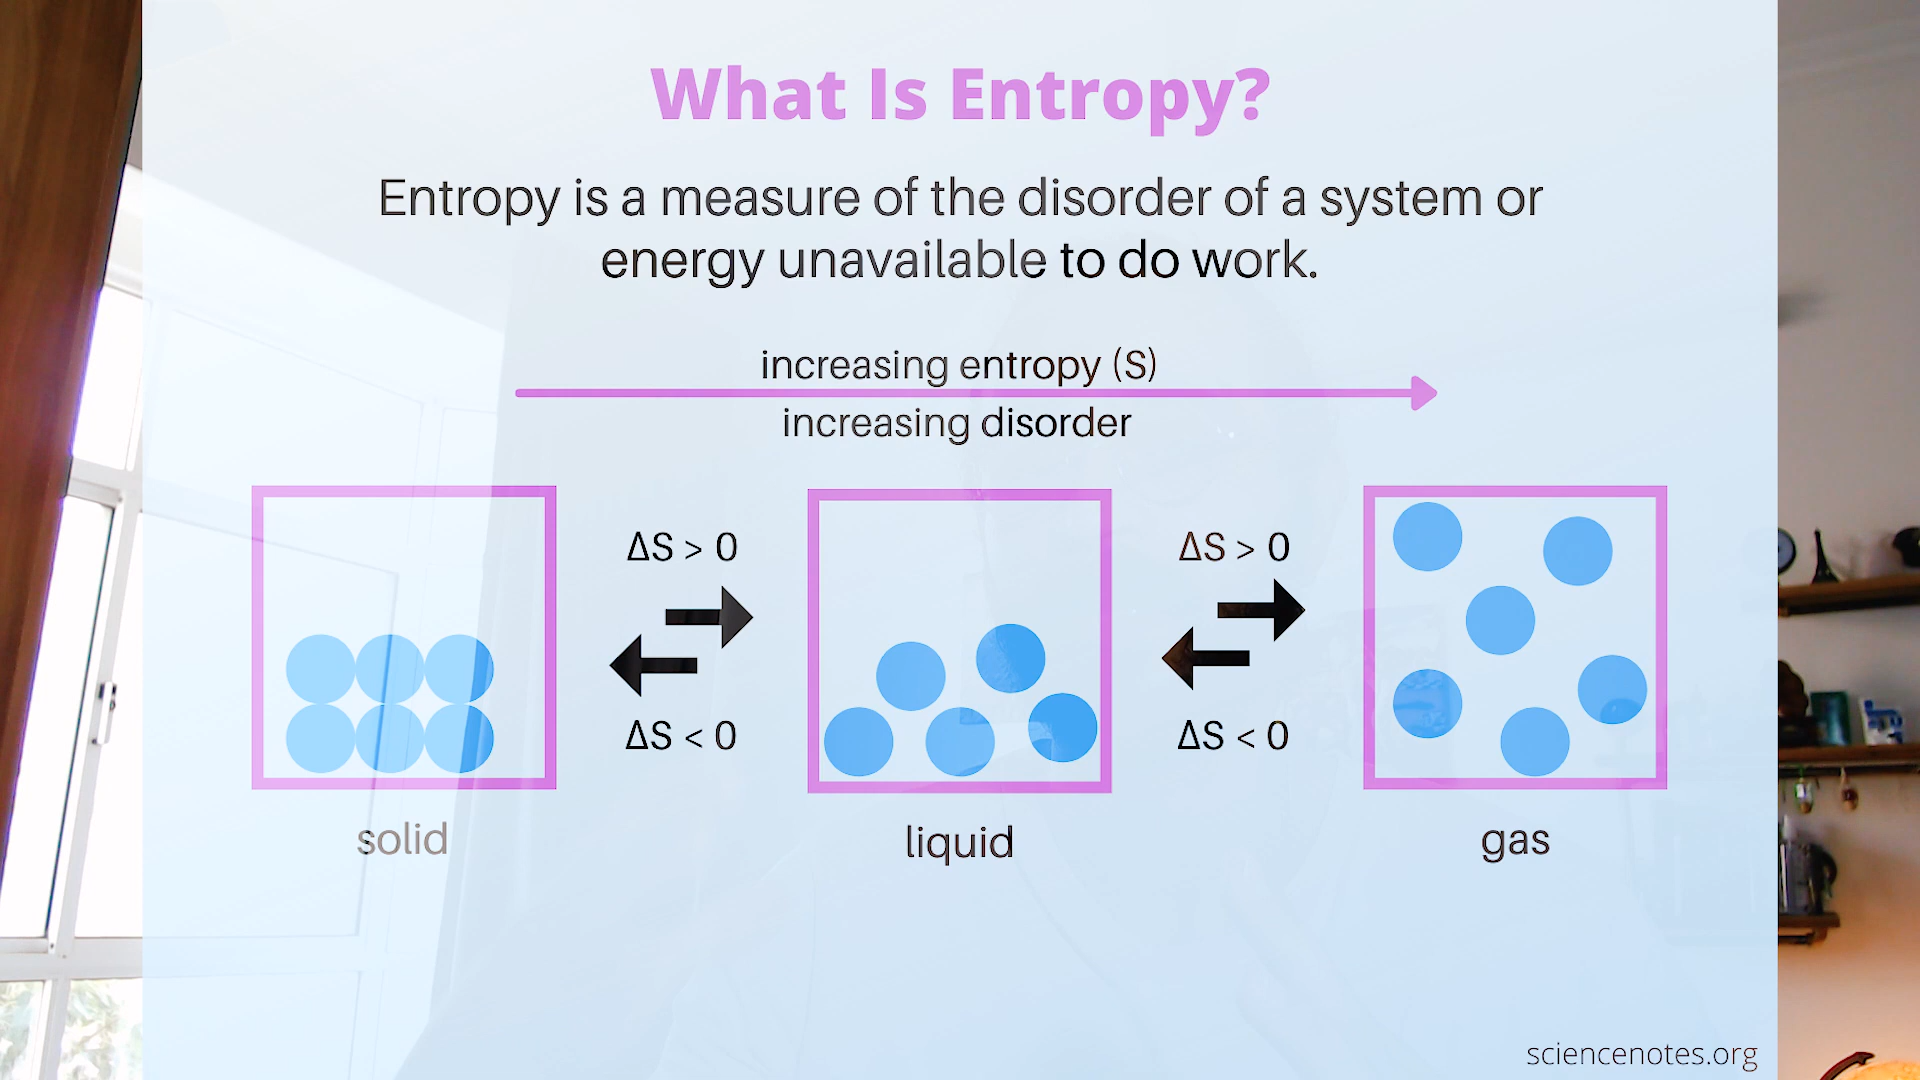 What Is Entropy?
Entropy is a measure of the disorder of a system or
energy unavailable to do work.
increasing entropy (S)
increasing disorder
ΔS > 0
ΔS > 0
ΔS < 0
ΔS < 0
solid
liquid
gas
sciencenotes.org